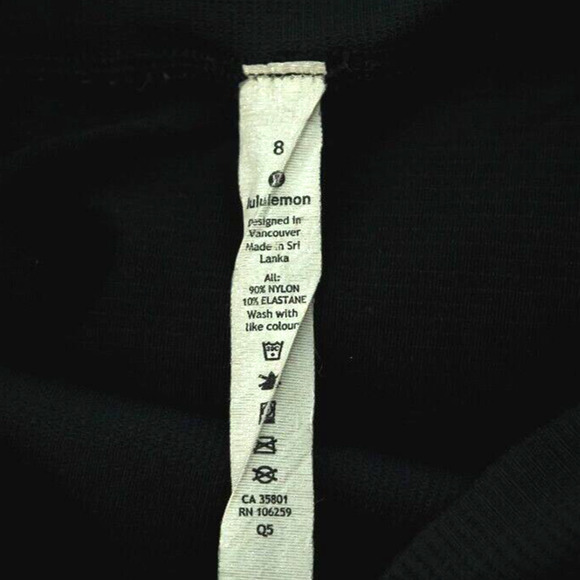 8
lululemon
Designed in
Vancouver
Made in Sri
Lanka
All:
90% NYLON
10% ELASTANE
Wash with
like colour
CA 35801
RN 106259
Q5